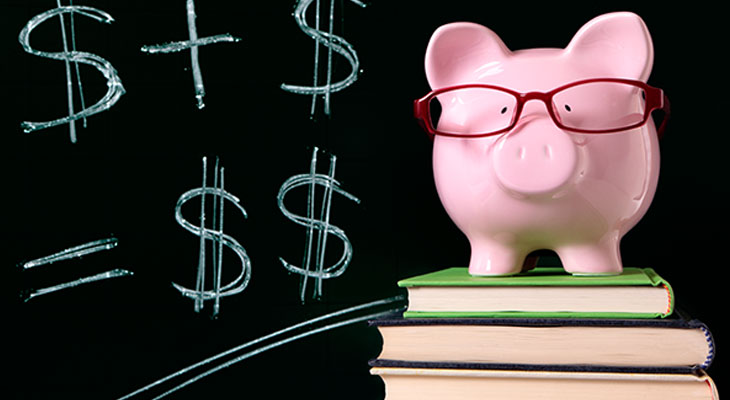 $ + $
= $ $